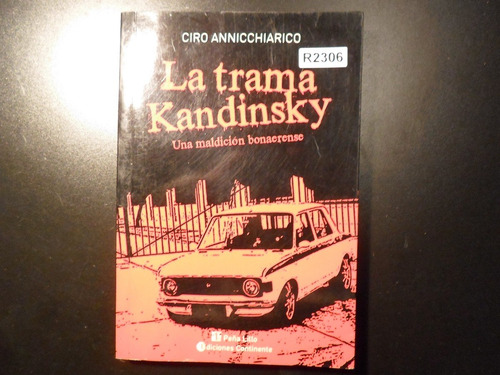 CIRO ANNICCHIARICO
R2306
La trama
Kandinsky
Una maldición bonaerense
Peña Lillo
Ediciones Continente